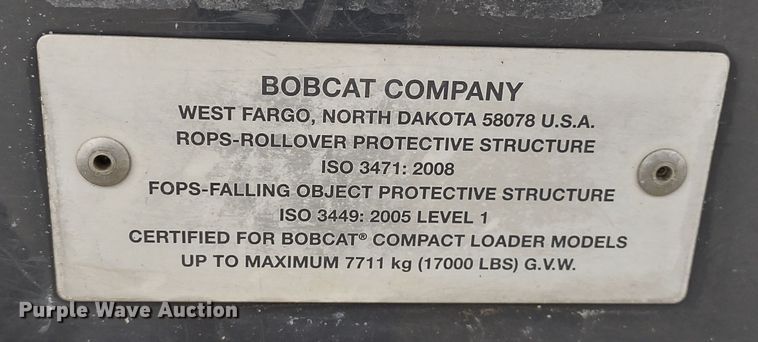 BOBCAT COMPANY
WEST FARGO, NORTH DAKOTA 58078 U.S.A.
ROPS-ROLLOVER PROTECTIVE STRUCTURE
ISO 3471: 2008
FOPS-FALLING OBJECT PROTECTIVE STRUCTURE
ISO 3449: 2005 LEVEL 1
CERTIFIED FOR BOBCAT® COMPACT LOADER MODELS
UP TO MAXIMUM 7711 kg (17000 LBS) G.V.W.
Purple Wave Auction